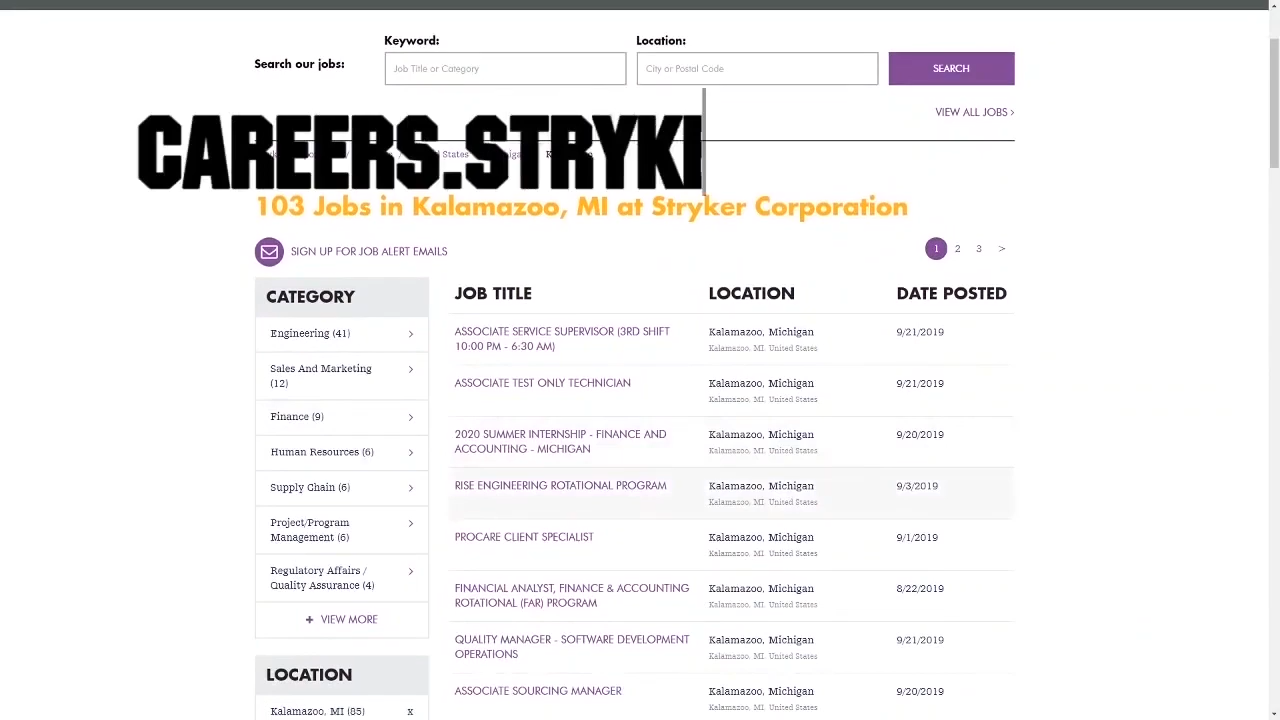 Keyword:
Location:
Search our jobs:
Job Title or Category
City or Postal Code
SEARCH
VIEW ALL JOBS >
CAREERS.STRYK
103 Jobs in Kalamazoo, MI at Stryker Corporation
SIGN UP FOR JOB ALERT EMAILS
1 2 3 >
CATEGORY
Engineering (41)
Sales And Marketing
(12)
Finance (9)
Human Resources (6)
Supply Chain (6)
Project/Program
Management (6)
Regulatory Affairs /
Quality Assurance (4)
+ VIEW MORE
LOCATION
Kalamazoo, MI (85) x
JOB TITLE LOCATION DATE POSTED
ASSOCIATE SERVICE SUPERVISOR (3RD SHIFT
10:00 PM - 6:30 AM)
Kalamazoo, Michigan
Kalamazoo, MI, United States
9/21/2019
ASSOCIATE TEST ONLY TECHNICIAN
Kalamazoo, Michigan
Kalamazoo, MI, United States
9/21/2019
2020 SUMMER INTERNSHIP - FINANCE AND
ACCOUNTING - MICHIGAN
Kalamazoo, Michigan
Kalamazoo, MI, United States
9/20/2019
RISE ENGINEERING ROTATIONAL PROGRAM
Kalamazoo, Michigan
Kalamazoo, MI, United States
9/3/2019
PROCARE CLIENT SPECIALIST
Kalamazoo, Michigan
Kalamazoo, MI, United States
9/1/2019
FINANCIAL ANALYST, FINANCE & ACCOUNTING
ROTATIONAL (FAR) PROGRAM
Kalamazoo, Michigan
Kalamazoo, MI, United States
8/22/2019
QUALITY MANAGER - SOFTWARE DEVELOPMENT
OPERATIONS
Kalamazoo, Michigan
Kalamazoo, MI, United States
9/21/2019
ASSOCIATE SOURCING MANAGER
Kalamazoo, Michigan
Kalamazoo, MI, United States
9/20/2019